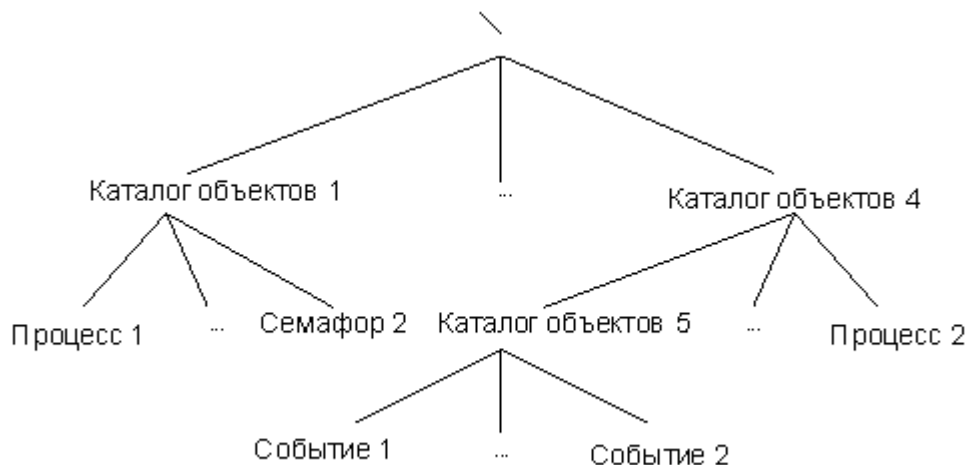 \
Каталог объектов 1
...
Каталог объектов 4
Процесс 1
...
Семафор 2
Каталог объектов 5
...
Процесс 2
Событие 1
...
Событие 2